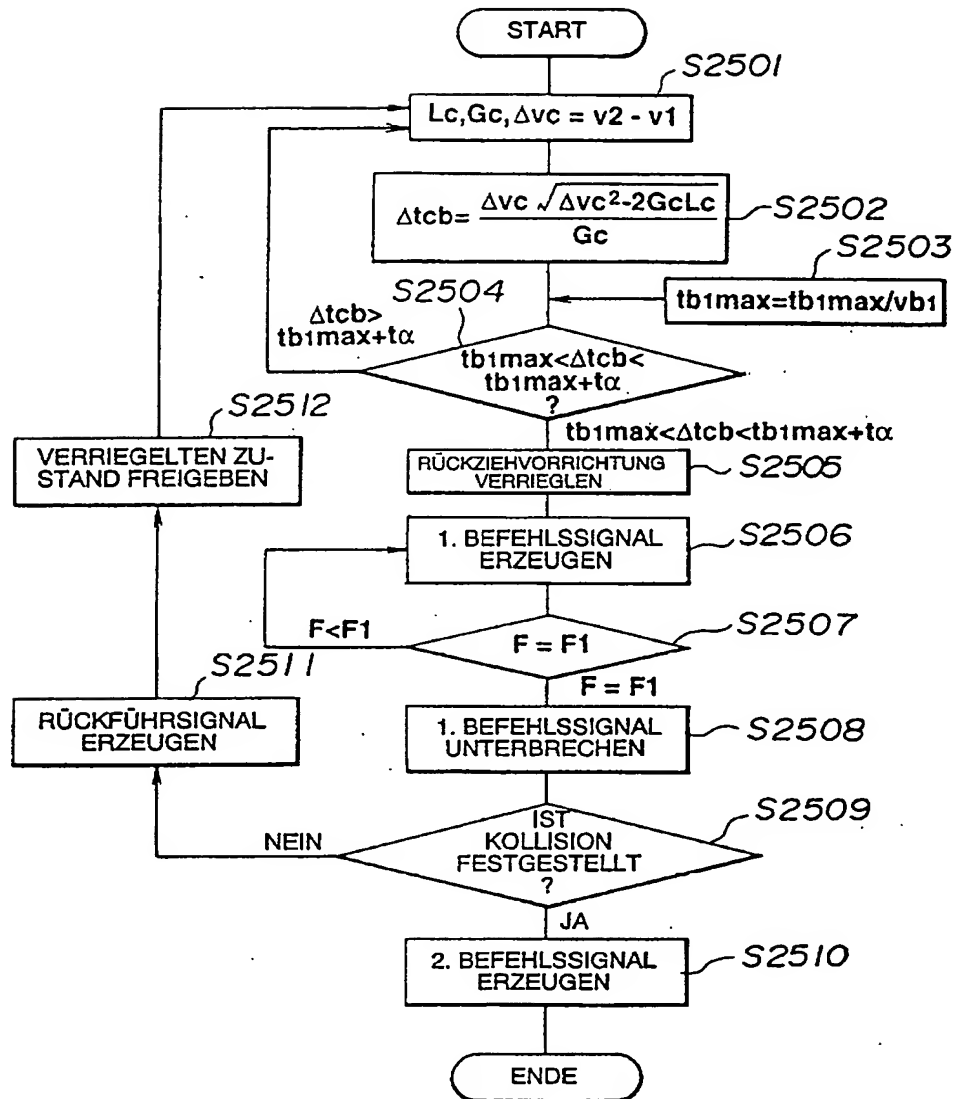 START
S2501
Lc,Gc,Δvc = v2 - v1
Δtcb= Δvc √Δvc²-2GcLc / Gc
S2502
S2503
tb1max=tb1max/vb1
S2504
Δtcb>
tb1max+tα
tb1max<Δtcb<
tb1max+tα
?
tb1max<Δtcb<tb1max+tα
S2512
VERRIEGELTEN ZU-
STAND FREIGEBEN
RÜCKZIEHVORRICHTUNG
VERRIEGLEN
S2505
1. BEFEHLSSIGNAL
ERZEUGEN
S2506
F<F1
F = F1
S2507
F = F1
S2511
RÜCKFÜHRSIGNAL
ERZEUGEN
1. BEFEHLSSIGNAL
UNTERBRECHEN
S2508
NEIN
IST
KOLLISION
FESTGESTELLT
?
S2509
JA
2. BEFEHLSSIGNAL
ERZEUGEN
S2510
ENDE